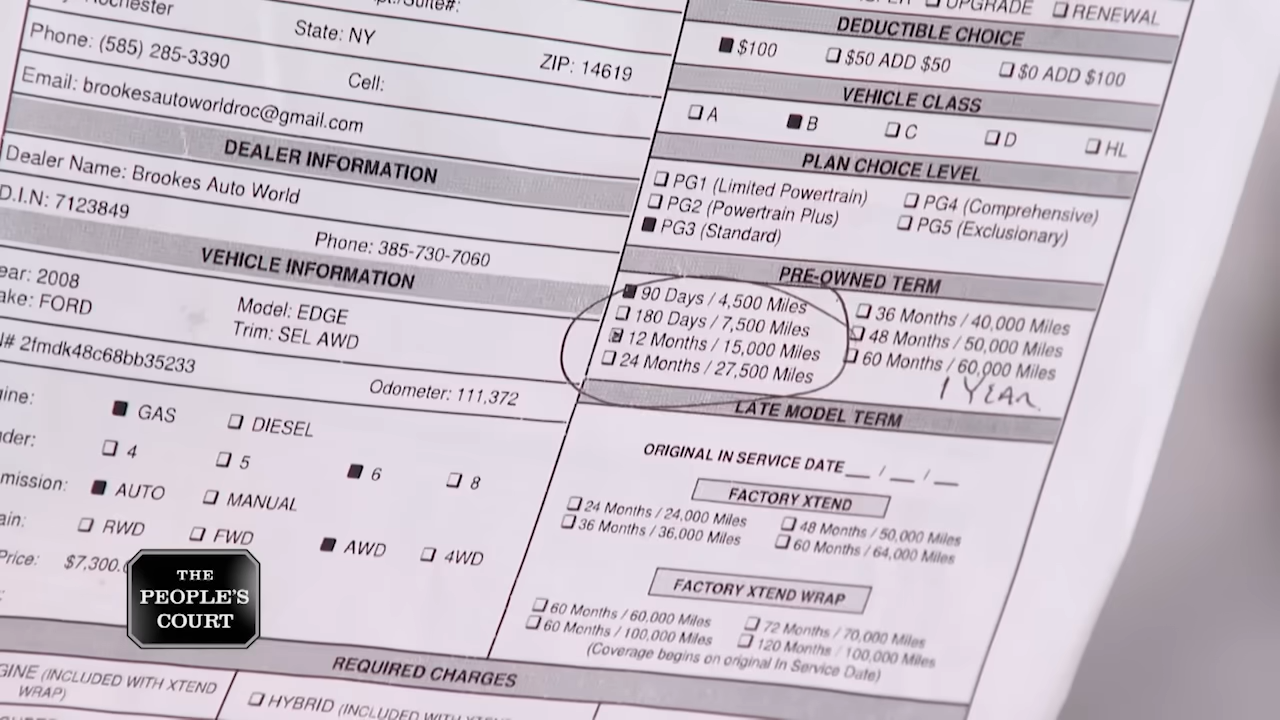 Rochester
State: NY
ZIP: 14619
Phone: (585) 285-3390
Cell:
Email: brookesautoworldroc@gmail.com
DEALER INFORMATION
Dealer Name: Brookes Auto World
D.I.N: 7123849
Phone: 385-730-7060
VEHICLE INFORMATION
ear: 2008
Model: EDGE
ake: FORD
Trim: SEL AWD
# 2fmdk48c68bb35233
Odometer: 111,372
gine:
GAS
DIESEL
nder:
4
5
6
8
mission:
AUTO
MANUAL
ain:
RWD
FWD
AWD
4WD
Price: $7,300.
UPGRADE
RENEWAL
DEDUCTIBLE CHOICE
$100
$50 ADD $50
$0 ADD $100
VEHICLE CLASS
A
B
C
D
HL
PLAN CHOICE LEVEL
PG1 (Limited Powertrain)
PG4 (Comprehensive)
PG2 (Powertrain Plus)
PG5 (Exclusionary)
PG3 (Standard)
PRE-OWNED TERM
90 Days / 4,500 Miles
36 Months / 40,000 Miles
180 Days / 7,500 Miles
48 Months / 50,000 Miles
12 Months / 15,000 Miles
60 Months / 60,000 Miles
24 Months / 27,500 Miles
1 YEAR
LATE MODEL TERM
ORIGINAL IN SERVICE DATE__ / __ / __
FACTORY XTEND
24 Months / 24,000 Miles
48 Months / 50,000 Miles
36 Months / 36,000 Miles
60 Months / 64,000 Miles
FACTORY XTEND WRAP
60 Months / 60,000 Miles
72 Months / 70,000 Miles
60 Months / 100,000 Miles
120 Months / 100,000 Miles
(Coverage begins on original In Service Date)
REQUIRED CHARGES
GINE (INCLUDED WITH XTEND
WRAP)
HYBRID (INCLUDED WITH XTEND
THE
PEOPLE'S
COURT